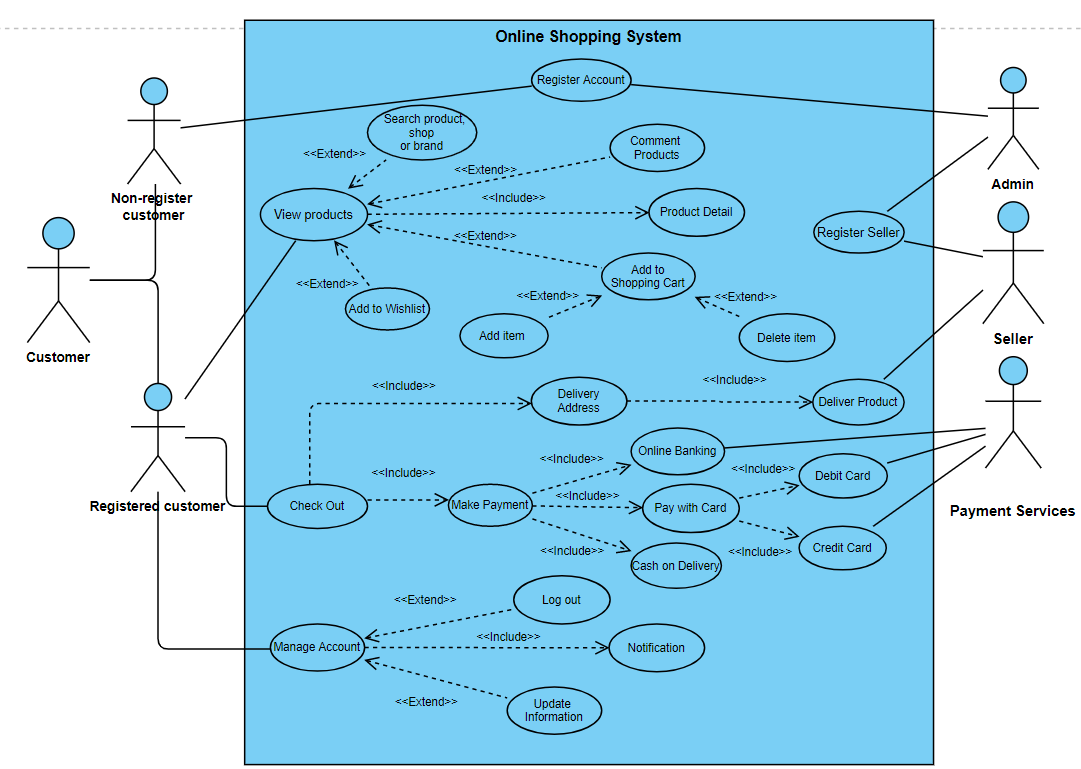 Online Shopping System
Register Account
Search product,
shop
or brand
<<Extend>>
Comment
Products
<<Extend>>
Non-register
customer
View products
<<Include>>
Product Detail
Admin
<<Extend>>
Register Seller
Add to
Shopping Cart
<<Extend>>
Add to Wishlist
<<Extend>>
<<Extend>>
Add item
Delete item
Customer
Seller
<<Include>>
Delivery
Address
<<Include>>
Deliver Product
Registered customer
Check Out
<<Include>>
Make Payment
<<Include>>
Online Banking
<<Include>>
Pay with Card
<<Include>>
Debit Card
<<Include>>
Cash on Delivery
<<Include>>
Credit Card
Payment Services
<<Extend>>
Log out
Manage Account
<<Include>>
Notification
<<Extend>>
Update
Information